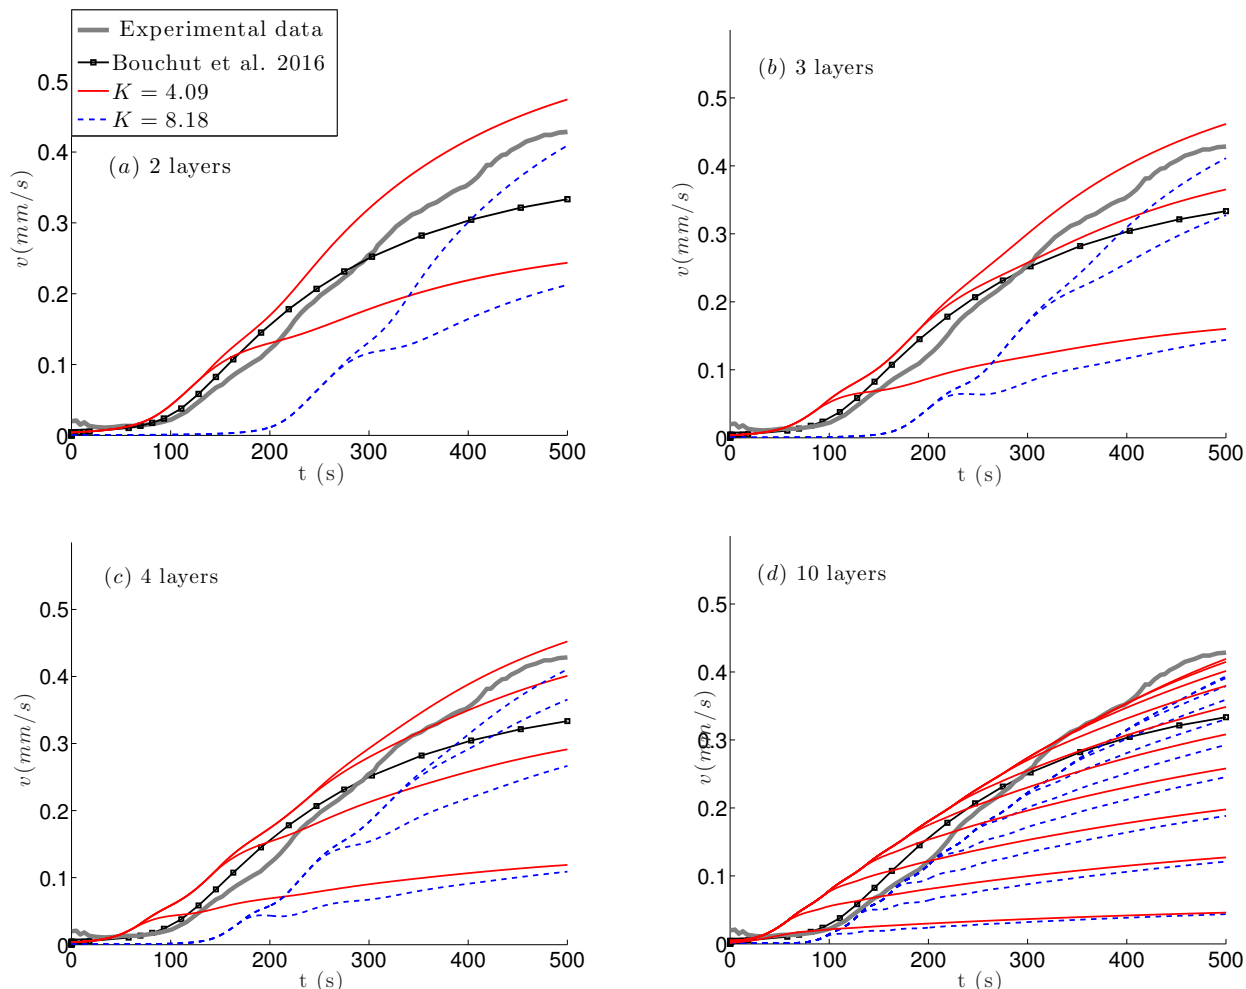 Experimental data
Bouchut et al. 2016
K = 4.09
K = 8.18
(a) 2 layers
v(mm/s)
0.5
0.4
0.3
0.2
0.1
0
0 100 200 300 400 500
t (s)
(b) 3 layers
v(mm/s)
0.5
0.4
0.3
0.2
0.1
0
0 100 200 300 400 500
t (s)
(c) 4 layers
v(mm/s)
0.5
0.4
0.3
0.2
0.1
0
0 100 200 300 400 500
t (s)
(d) 10 layers
v(mm/s)
0.5
0.4
0.3
0.2
0.1
0
0 100 200 300 400 500
t (s)